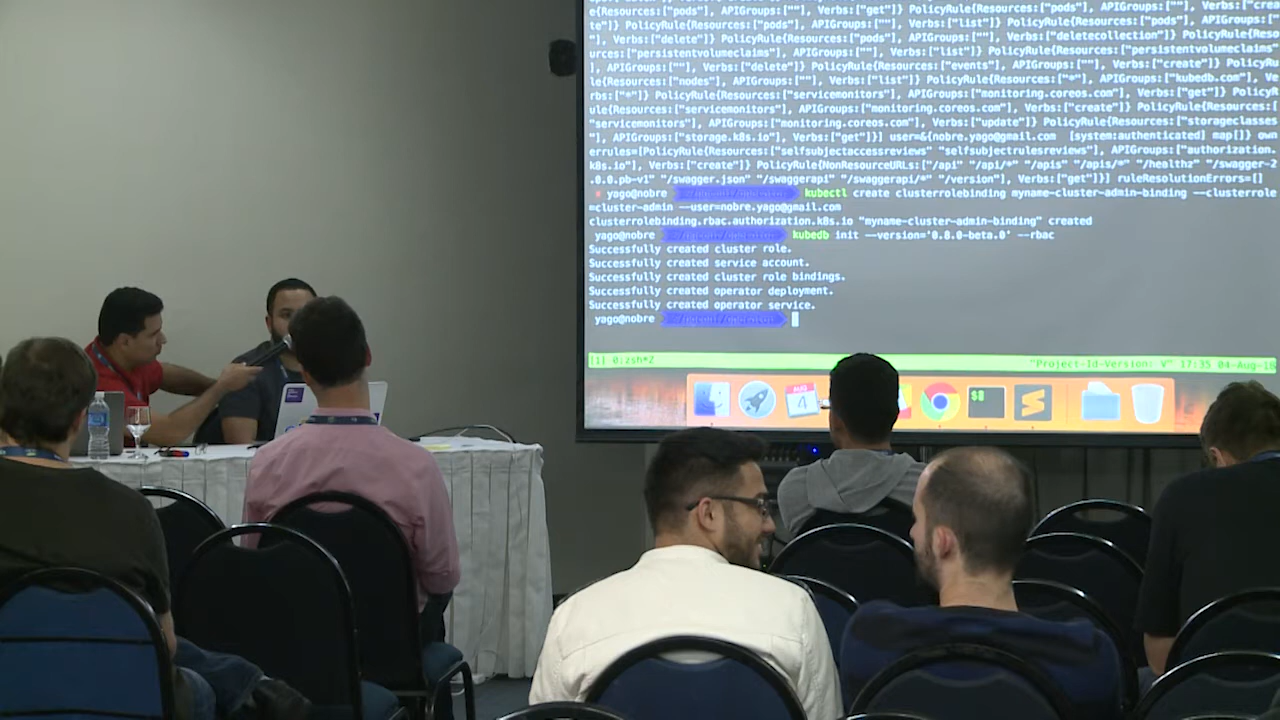 PolicyRule{Resources:["pods"], APIGroups:[""], Verbs:["get"]} PolicyRule{Resources:["pods"], APIGroups:[""], Verbs:["crea
te"]} PolicyRule{Resources:["pods"], APIGroups:[""], Verbs:["list"]} PolicyRule{Resources:["pods"], APIGroups:[""
], Verbs:["delete"]} PolicyRule{Resources:["pods"], APIGroups:[""], Verbs:["deletecollection"]} PolicyRule{Reso
urces:["persistentvolumeclaims"], APIGroups:[""], Verbs:["list"]} PolicyRule{Resources:["persistentvolumeclaims"
], APIGroups:[""], Verbs:["delete"]} PolicyRule{Resources:["events"], APIGroups:[""], Verbs:["create"]} PolicyRu
le{Resources:["nodes"], APIGroups:[""], Verbs:["list"]} PolicyRule{Resources:["*"], APIGroups:["kubedb.com"], Ve
rbs:["*"]} PolicyRule{Resources:["servicemonitors"], APIGroups:["monitoring.coreos.com"], Verbs:["get"]} PolicyR
ule{Resources:["servicemonitors"], APIGroups:["monitoring.coreos.com"], Verbs:["create"]} PolicyRule{Resources:[
"servicemonitors"], APIGroups:["monitoring.coreos.com"], Verbs:["update"]} PolicyRule{Resources:["storageclasses
"], APIGroups:["storage.k8s.io"], Verbs:["get"]}] user=&{nobre.yago@gmail.com [system:authenticated] map[]} own
errules=[PolicyRule{Resources:["selfsubjectaccessreviews" "selfsubjectrulesreviews"], APIGroups:["authorization.
k8s.io"], Verbs:["create"]} PolicyRule{NonResourceURLs:["/api" "/api/*" "/apis" "/apis/*" "/healthz" "/swagger-2
.0.0.pb-v1" "/swagger.json" "/swaggerapi" "/swaggerapi/*" "/version"], Verbs:["get"]}] ruleResolutionErrors=[]
yago@nobre kubectl create clusterrolebinding myname-cluster-admin-binding --clusterrole
=cluster-admin --user=nobre.yago@gmail.com
clusterrolebinding.rbac.authorization.k8s.io "myname-cluster-admin-binding" created
yago@nobre kubedb init --version='0.8.0-beta.0' --rbac
Successfully created cluster role.
Successfully created service account.
Successfully created cluster role bindings.
Successfully created operator deployment.
Successfully created operator service.
yago@nobre
[1] 0:zsh*Z "Project-Id-Version: V" 17:35 04-Aug-18
AUG
4